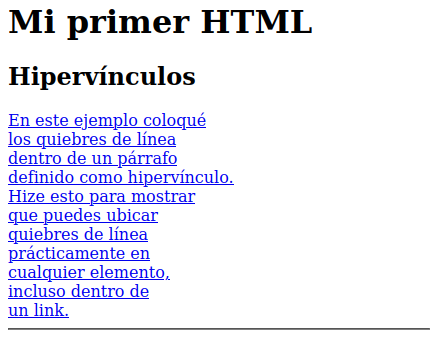 Mi primer HTML
Hipervínculos
En este ejemplo coloqué
los quiebres de línea
dentro de un párrafo
definido como hipervínculo.
Hize esto para mostrar
que puedes ubicar
quiebres de línea
prácticamente en
cualquier elemento,
incluso dentro de
un link.